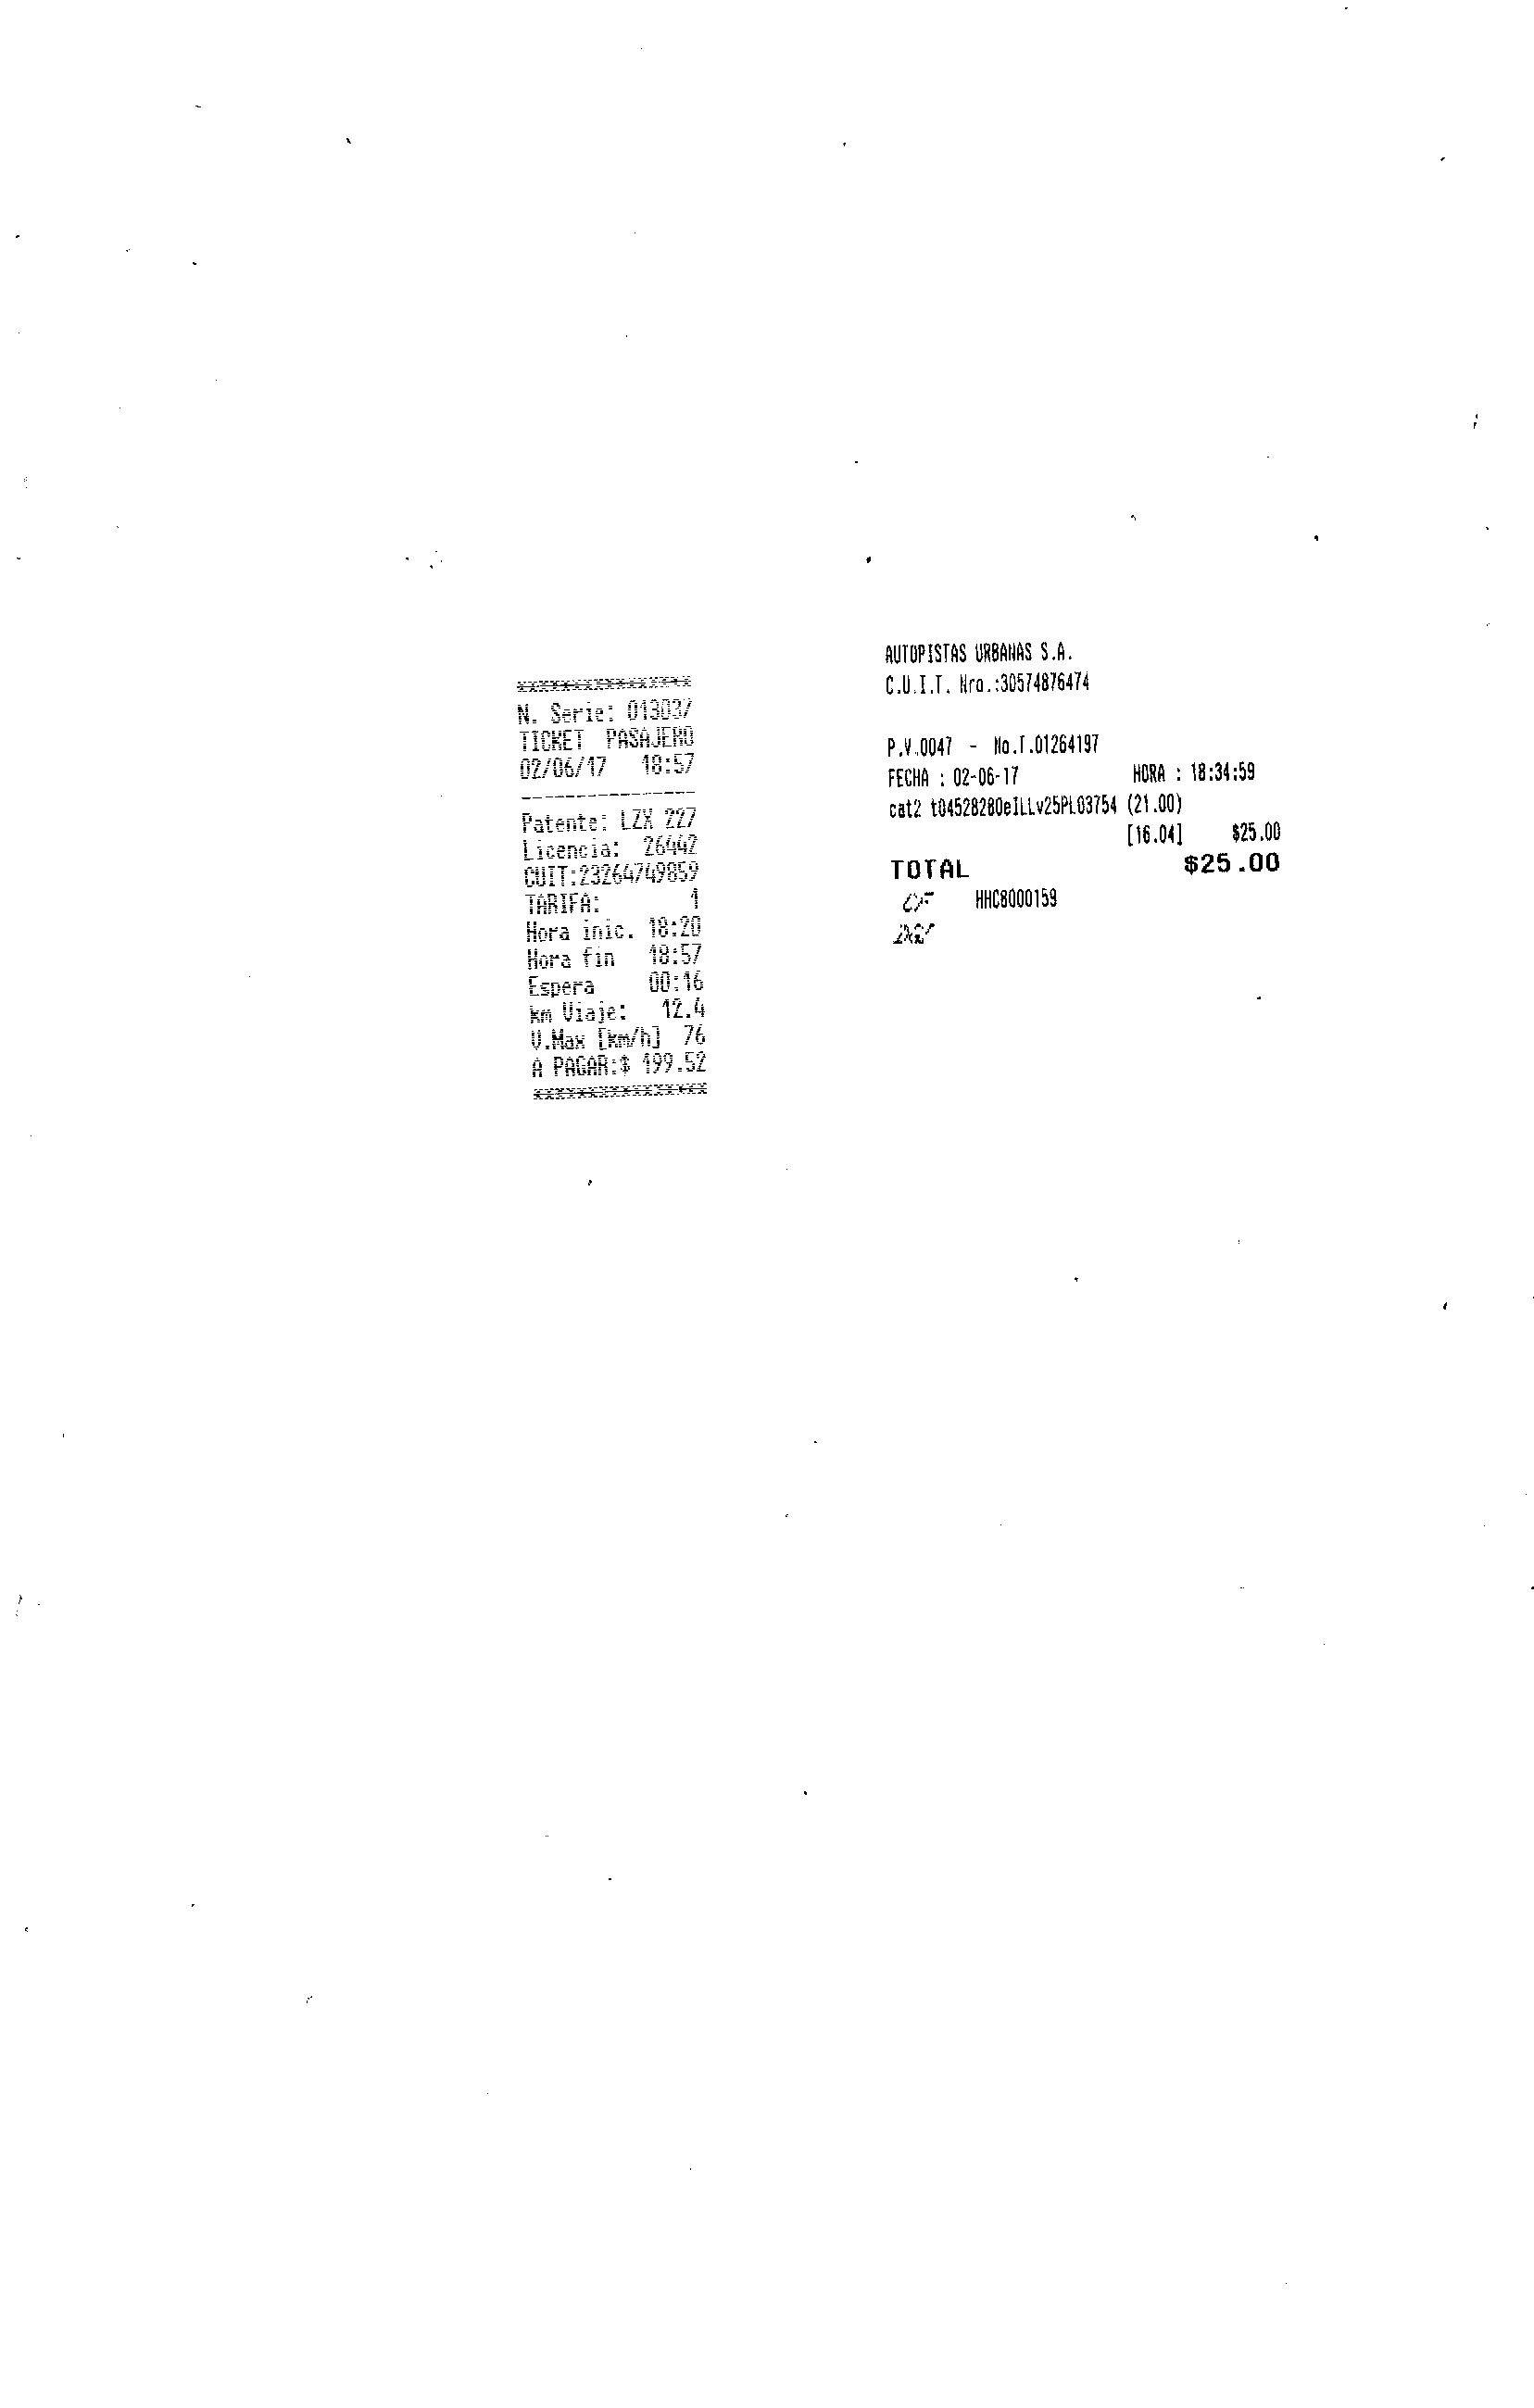 N. Serie: 013037
TICKET PASAJERO
02/06/17 18:57
----------------
Patente: LZX 227
Licencia: 26442
CUIT:23264749859
TARIFA: 1
Hora inic. 18:20
Hora fin 18:57
Espera 00:16
km Viaje: 12.4
V.Max [km/h] 76
A PAGAR:$ 199.52
AUTOPISTAS URBANAS S.A.
C.U.I.T. Nro.:30574876474
P.V.0047 - No.T.01264197
FECHA : 02-06-17 HORA : 18:34:59
cat2 t04528280eILLv25PL03754 (21.00)
[16.04] $25.00
TOTAL $25.00
CF HHC8000159